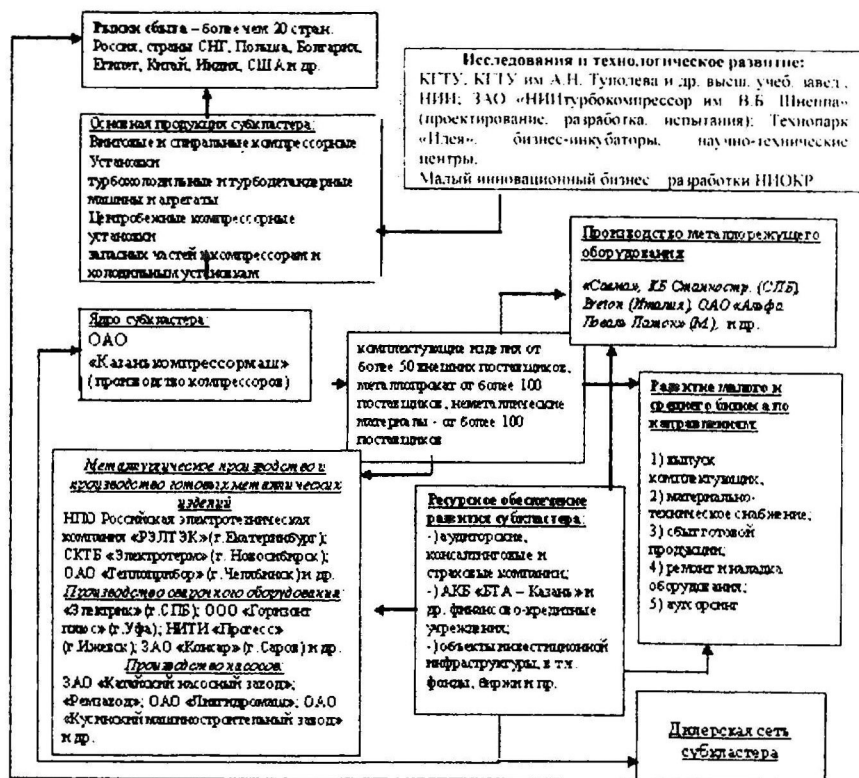 Рынки сбыта – более чем 20 стран.
Россия, страны СНГ, Польша, Болгария,
Египет, Китай, Индия, США и др.
Исследования и технологическое развитие:
КГТУ, КГТУ им А.Н. Туполева и др. высш. учеб. завед.,
НИИ; ЗАО «НИИтурбокомпрессор им В.Б Шнеппа»
(проектирование, разработка, испытания); Технопарк
«Идея», бизнес-инкубаторы, научно-технические
центры.
Малый инновационный бизнес разработки НИОКР
Основная продукция субкластера:
Винтовые и спиральные компрессорные
Установки
турбохолодильные и турбодетандерные
машины и агрегаты
Центробежные компрессорные
установки
запасных частей к компрессорам и
холодильным установкам
Производство металлорежущего
оборудования
«Савма», КБ Станкостр. (СПБ),
Breton (Италия), ОАО «Альфа
Лаваль Поток» (М.), и др.
Ядро субкластера:
ОАО
«Казанькомпрессормаш»
(производство компрессоров)
комплектующие изделия от
более 50 внешних поставщиков,
металлопрокат от более 100
поставщиков, неметаллические
материалы - от более 100
поставщиков
Развитие малого и
среднего бизнеса по
направлениям:
1) выпуск
комплектующих,
2) материально-
техническое снабжение;
3) сбыт готовой
продукции;
4) ремонт и наладка
оборудования;
5) аутсорсинг
Металлургическое производство и
производство готовых металлических
изделий
НПО Российская электротехническая
компания «РЭЛТЭК» (г. Екатеринбург);
СКТБ «Электротерм» (г. Новосибирск);
ОАО «Теплоприбор» (г. Челябинск) и др.
Производство сварочного оборудования:
«Электрик» (г.СПБ); ООО «Горизонт
плюс» (г.Уфа); НИТИ «Прогресс»
(г.Ижевск); ЗАО «Консар» (г. Саров) и др.
Производство насосов:
ЗАО «Катайский насосный завод»;
«Ремзавод»; ОАО «Ливгидромаш»; ОАО
«Кусинский машиностроительный завод»
и др.
Ресурсное обеспечение
развития субкластера:
-) аудиторские,
консалтинговые и
страховые компании;
-) АКБ «БТА – Казань» и
др. финансово-кредитные
учреждения;
-) объекты инвестиционной
инфраструктуры, в т.ч.
фонды, биржи и пр.
Дилерская сеть
субкластера